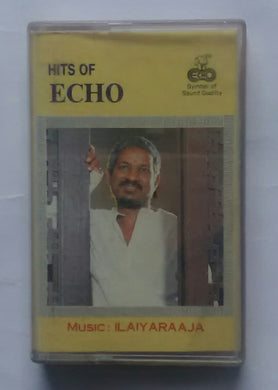 HITS OF
ECHO
ECHO
Symbol of
Sound Quality
MUSIC: ILAIYARAAJA